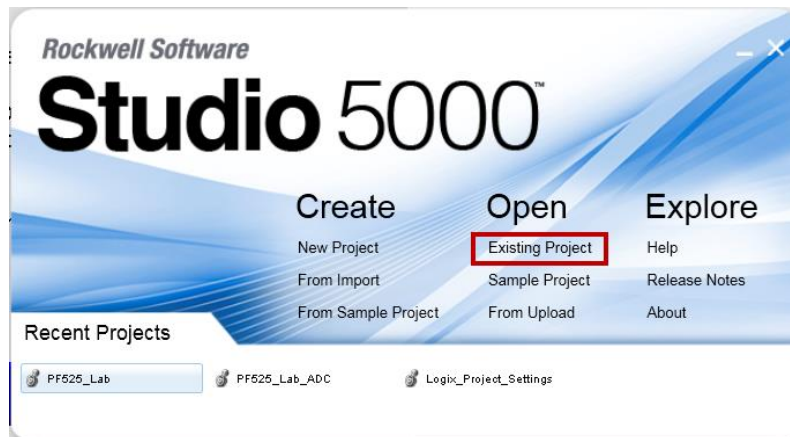 Rockwell Software
Studio 5000™
Create Open Explore
New Project Existing Project Help
From Import Sample Project Release Notes
From Sample Project From Upload About
Recent Projects
PF525_Lab PF525_Lab_ADC Logix_Project_Settings